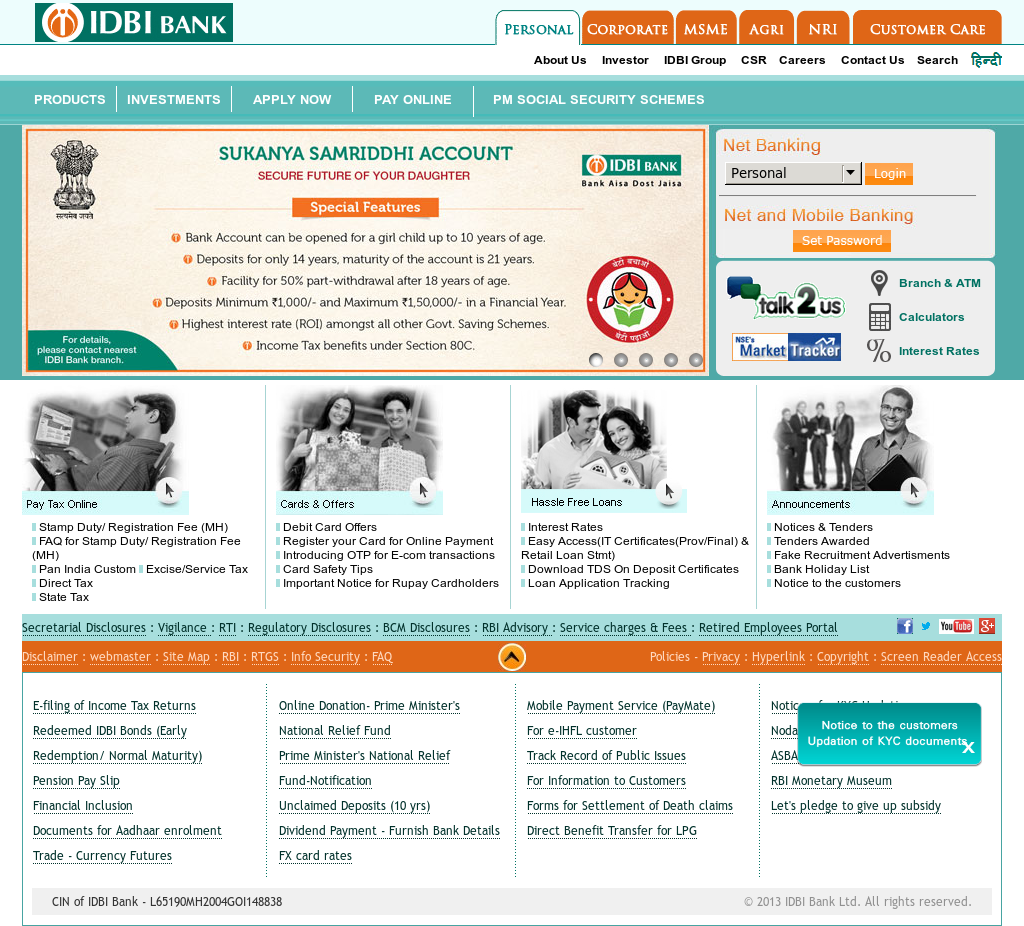 IDBI BANK
PERSONAL CORPORATE MSME AGRI NRI CUSTOMER CARE
About Us Investor IDBI Group CSR Careers Contact Us Search हिन्दी
PRODUCTS INVESTMENTS APPLY NOW PAY ONLINE PM SOCIAL SECURITY SCHEMES
SUKANYA SAMRIDDHI ACCOUNT
SECURE FUTURE OF YOUR DAUGHTER
सत्यमेव जयते
IDBI BANK
Bank Aisa Dost Jaisa
Special Features
Bank Account can be opened for a girl child up to 10 years of age.
Deposits for only 14 years, maturity of the account is 21 years.
Facility for 50% part-withdrawal after 18 years of age.
Deposits Minimum ₹1,000/- and Maximum ₹1,50,000/- in a Financial Year.
Highest interest rate (ROI) amongst all other Govt. Saving Schemes.
Income Tax benefits under Section 80C.
बेटी बचाओ
बेटी पढ़ाओ
For details,
please contact nearest
IDBI Bank branch.
Net Banking
Personal Login
Net and Mobile Banking
Set Password
talk2us
NSE's
Market Tracker
Branch & ATM
Calculators
% Interest Rates
Pay Tax Online
Stamp Duty/ Registration Fee (MH)
FAQ for Stamp Duty/ Registration Fee
(MH)
Pan India Custom Excise/Service Tax
Direct Tax
State Tax
Cards & Offers
Debit Card Offers
Register your Card for Online Payment
Introducing OTP for E-com transactions
Card Safety Tips
Important Notice for Rupay Cardholders
Hassle Free Loans
Interest Rates
Easy Access(IT Certificates(Prov/Final) &
Retail Loan Stmt)
Download TDS On Deposit Certificates
Loan Application Tracking
Announcements
Notices & Tenders
Tenders Awarded
Fake Recruitment Advertisments
Bank Holiday List
Notice to the customers
Secretarial Disclosures : Vigilance : RTI : Regulatory Disclosures : BCM Disclosures : RBI Advisory : Service charges & Fees : Retired Employees Portal
f You Tube g+
Disclaimer : webmaster : Site Map : RBI : RTGS : Info Security : FAQ
Policies - Privacy : Hyperlink : Copyright : Screen Reader Access
E-filing of Income Tax Returns
Redeemed IDBI Bonds (Early
Redemption/ Normal Maturity)
Pension Pay Slip
Financial Inclusion
Documents for Aadhaar enrolment
Trade - Currency Futures
Online Donation- Prime Minister's
National Relief Fund
Prime Minister's National Relief
Fund-Notification
Unclaimed Deposits (10 yrs)
Dividend Payment - Furnish Bank Details
FX card rates
Mobile Payment Service (PayMate)
For e-IHFL customer
Track Record of Public Issues
For Information to Customers
Forms for Settlement of Death claims
Direct Benefit Transfer for LPG
ASBA
RBI Monetary Museum
Let's pledge to give up subsidy
Notice to the customers
Updation of KYC documents
X
CIN of IDBI Bank - L65190MH2004GOI148838
© 2013 IDBI Bank Ltd. All rights reserved.